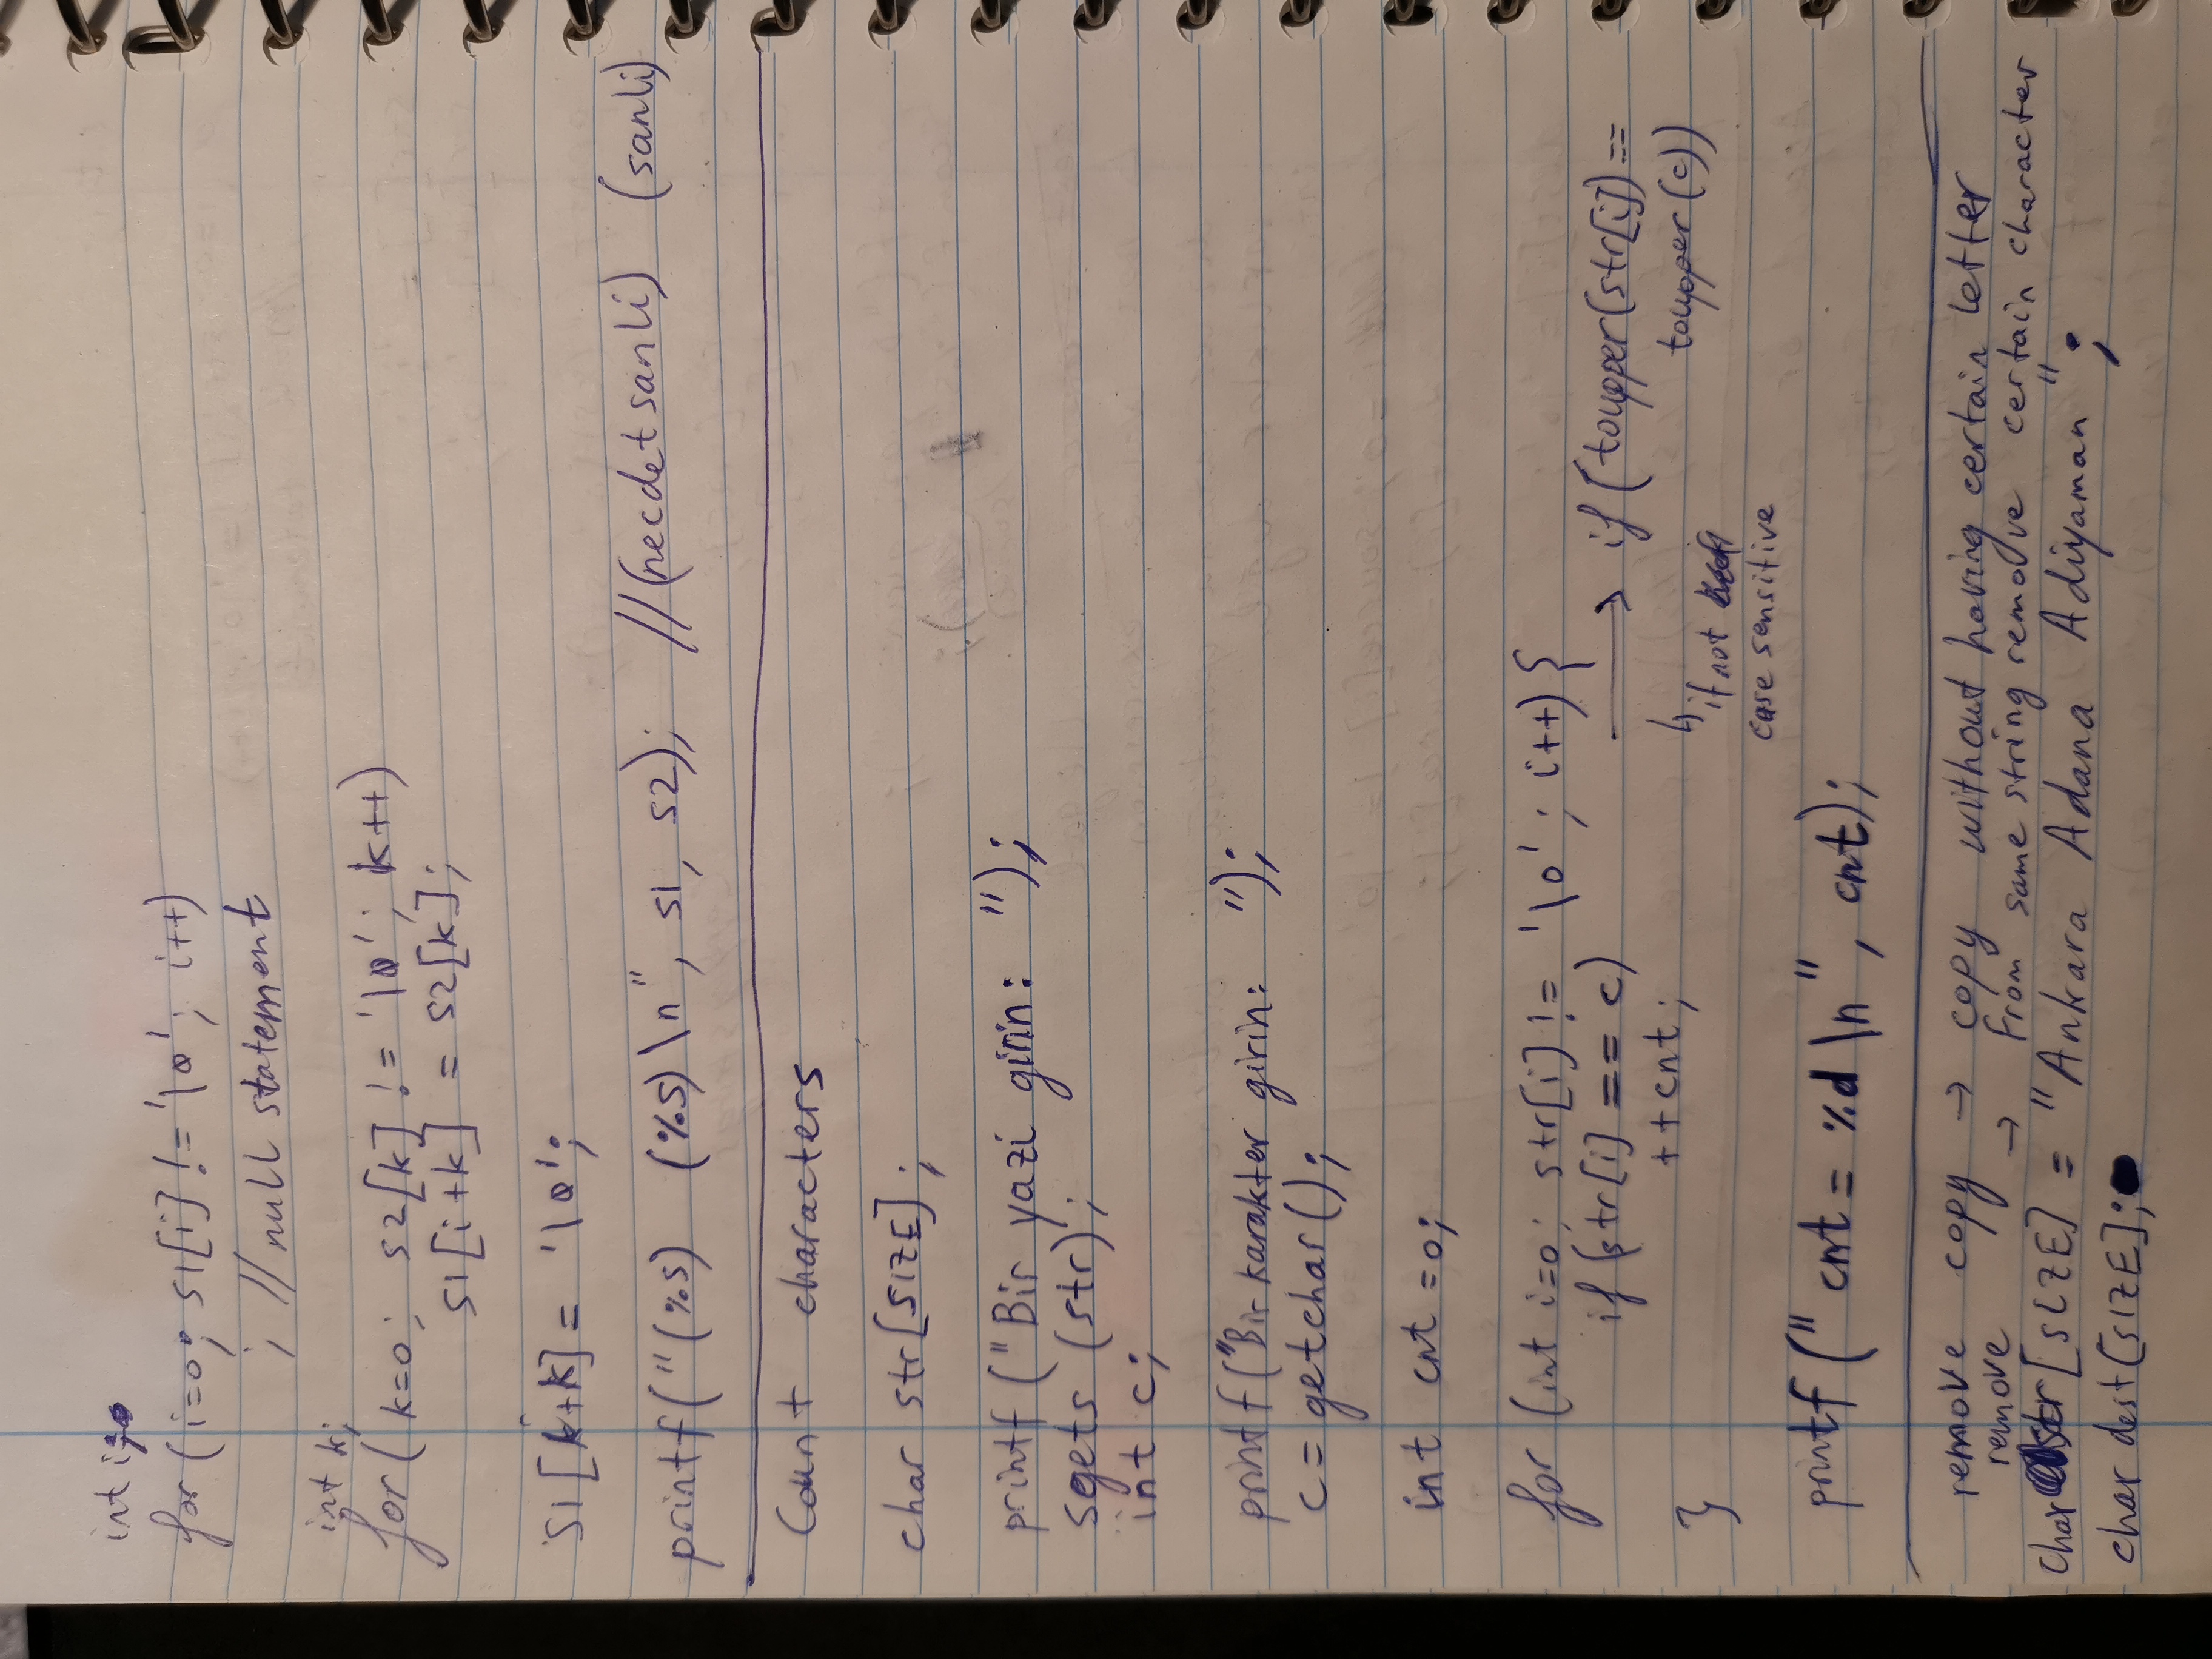 int i;
for (i=0; s1[i] != '\0'; i++)
; //null statement
int k;
for ( k=0; s2[k] != '\0'; k++)
s1[i+k] = s2[k];
s1[k+k] = '\0';
printf("(%s) (%s)\n", s1, s2); //(necdetsanli) (sanli)
Count characters
char str[SIZE];
printf ("Bir yazi girin: ");
sgets (str);
int c;
printf ("Bir karakter girin: ");
c = getchar();
int cnt =0;
for (int i=0; str[i] != '\0'; i++) {
if (str[i] == c) → if (toupper(str[i]) ==
++cnt; toupper (c))
}
↳ if not
case sensitive
printf (" cnt = %d \n", cnt);
remove copy → copy without having certain letter
remove → From same string remove certain character
char str [SIZE] = "Ankara Adana Adiyaman";
char dest[SIZE];